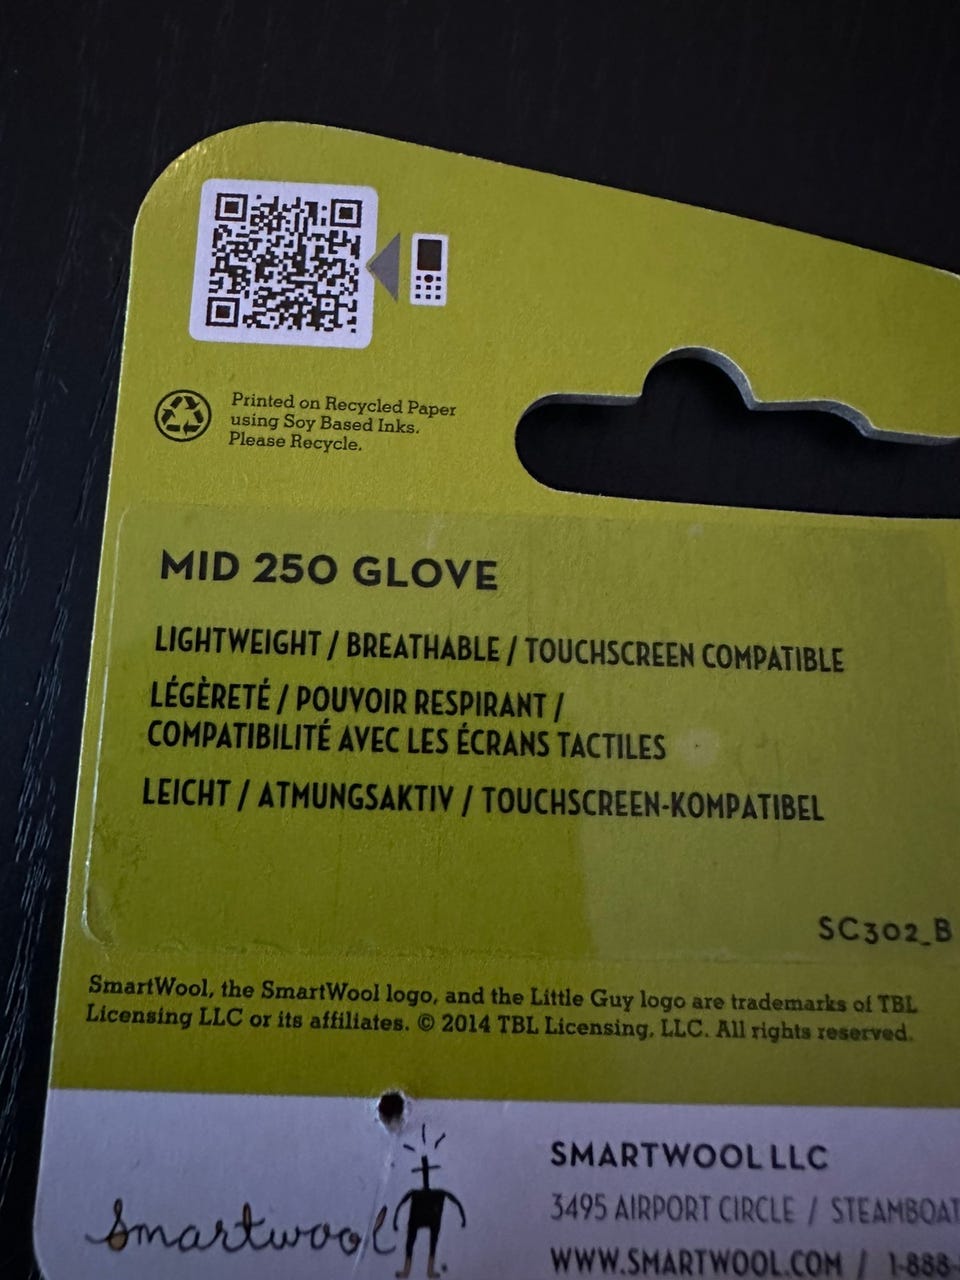 Printed on Recycled Paper
using Soy Based Inks.
Please Recycle.
MID 250 GLOVE
LIGHTWEIGHT / BREATHABLE / TOUCHSCREEN COMPATIBLE
LÉGÈRETÉ / POUVOIR RESPIRANT /
COMPATIBILITÉ AVEC LES ÉCRANS TACTILES
LEICHT / ATMUNGSAKTIV / TOUCHSCREEN-KOMPATIBEL
SC302_B
SmartWool, the SmartWool logo, and the Little Guy logo are trademarks of TBL
Licensing LLC or its affiliates. © 2014 TBL Licensing, LLC. All rights reserved.
smartwool
SMARTWOOL LLC
3495 AIRPORT CIRCLE / STEAMBOAT
WWW.SMARTWOOL.COM / 1-888-